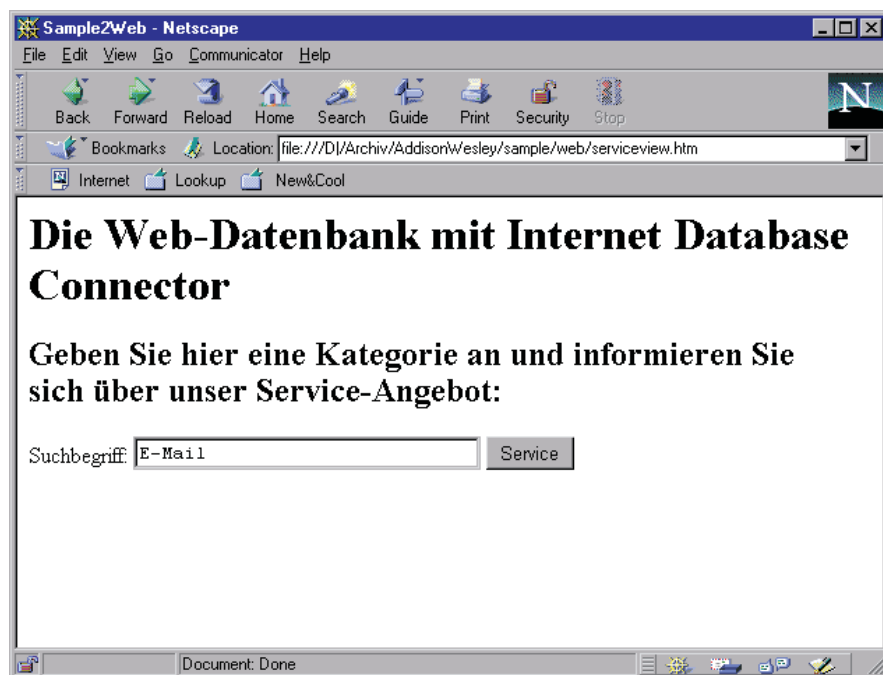 Sample2Web - Netscape
File Edit View Go Communicator Help
Back Forward Reload Home Search Guide Print Security Stop
N
Bookmarks Location: file:///D|/Archiv/AddisonWesley/sample/web/serviceview.htm
Internet Lookup New&Cool
Die Web-Datenbank mit Internet Database
Connector
Geben Sie hier eine Kategorie an und informieren Sie
sich über unser Service-Angebot:
Suchbegriff: E-Mail Service
Document: Done